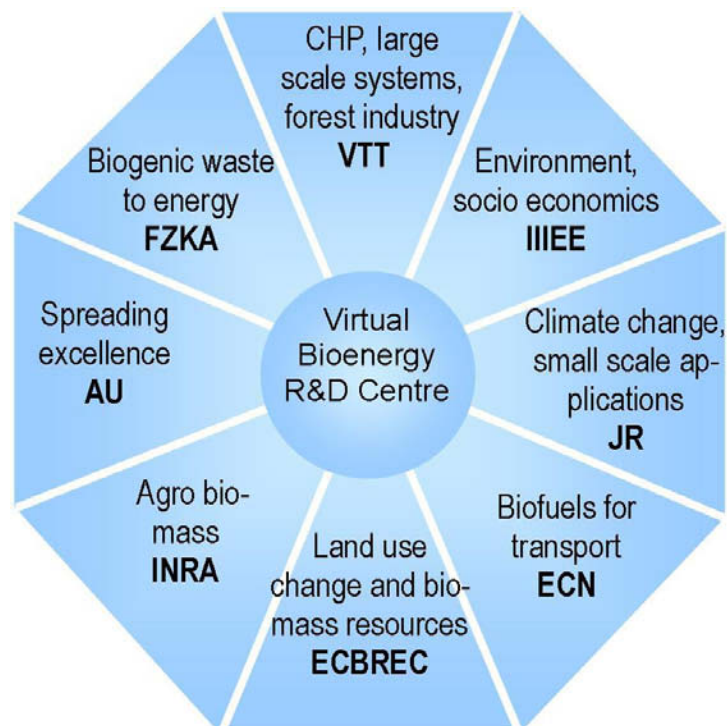 CHP, large
scale systems,
forest industry
VTT
Environment,
socio economics
IIIEE
Climate change,
small scale ap-
plications
JR
Biofuels for
transport
ECN
Land use
change and bio-
mass resources
ECBREC
Agro bio-
mass
INRA
Spreading
excellence
AU
Biogenic waste
to energy
FZKA
Virtual
Bioenergy
R&D Centre